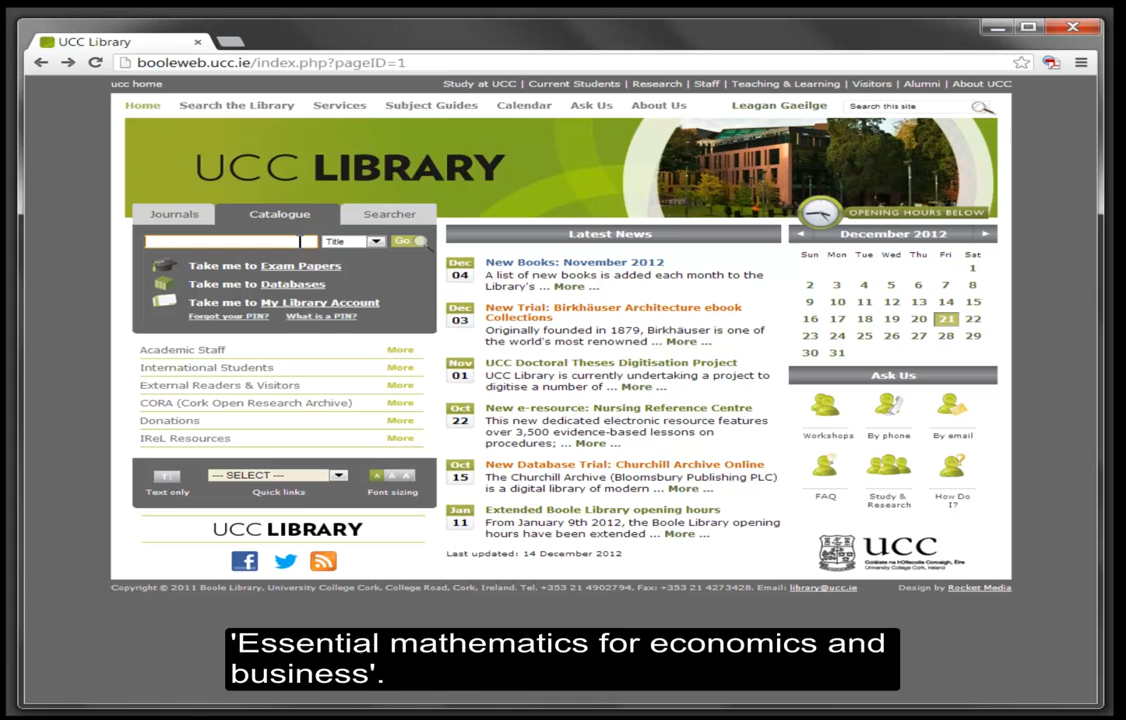 UCC Library
booleweb.ucc.ie/index.php?pageID=1
ucc home
Study at UCC | Current Students | Research | Staff | Teaching & Learning | Visitors | Alumni | About UCC
Home Search the Library Services Subject Guides Calendar Ask Us About Us Leagan Gaeilge Search this site
UCC LIBRARY
OPENING HOURS BELOW
Journals Catalogue Searcher
Title Go
Take me to Exam Papers
Take me to Databases
Take me to My Library Account
Forgot your PIN? What is a PIN?
Academic Staff More
International Students More
External Readers & Visitors More
CORA (Cork Open Research Archive) More
Donations More
IReL Resources More
--- SELECT ---
A A A
Text only Quick links Font sizing
UCC LIBRARY
Latest News
Dec 04
New Books: November 2012
A list of new books is added each month to the
Library's ... More ...
Dec 03
New Trial: Birkhäuser Architecture ebook
Collections
Originally founded in 1879, Birkhäuser is one of
the world's most renowned ... More ...
Nov 01
UCC Doctoral Theses Digitisation Project
UCC Library is currently undertaking a project to
digitise a number of ... More ...
Oct 22
New e-resource: Nursing Reference Centre
This new dedicated electronic resource features
over 3,500 evidence-based lessons on
procedures; ... More ...
Oct 15
New Database Trial: Churchill Archive Online
The Churchill Archive (Bloomsbury Publishing PLC)
is a digital library of modern ... More ...
Jan 11
Extended Boole Library opening hours
From January 9th 2012, the Boole Library opening
hours have been extended ... More ...
Last updated: 14 December 2012
December 2012
Sun Mon Tue Wed Thu Fri Sat
1
2 3 4 5 6 7 8
9 10 11 12 13 14 15
16 17 18 19 20 21 22
23 24 25 26 27 28 29
30 31
Ask Us
Workshops By phone By email
FAQ Study & Research How Do I?
UCC
University College Cork, Ireland
Copyright © 2011 Boole Library, University College Cork, College Road, Cork, Ireland. Tel. +353 21 4902794, Fax: +353 21 4273428. Email: library@ucc.ie Design by Rocket Media
'Essential mathematics for economics and
business'.